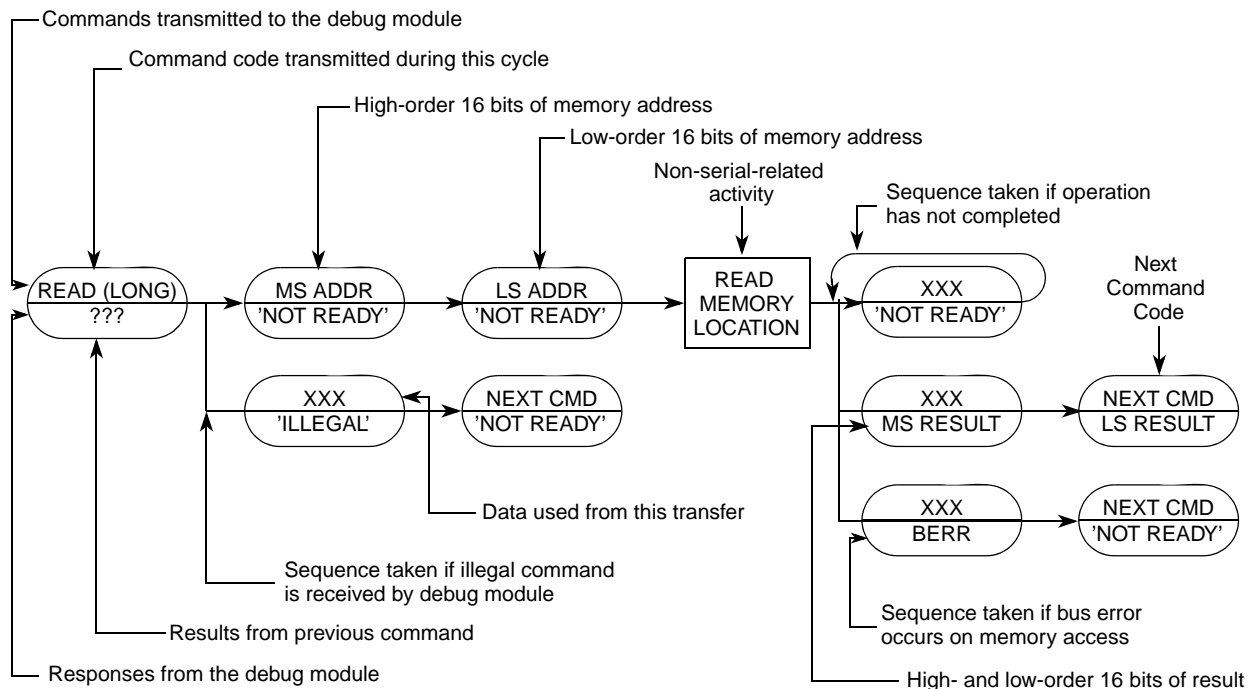 Commands transmitted to the debug module
Command code transmitted during this cycle
High-order 16 bits of memory address
Low-order 16 bits of memory address
Non-serial-related
activity
Sequence taken if operation
has not completed
Next
Command
Code
READ (LONG)
???
MS ADDR
'NOT READY'
LS ADDR
'NOT READY'
READ
MEMORY
LOCATION
XXX
'NOT READY'
XXX
'ILLEGAL'
NEXT CMD
'NOT READY'
XXX
MS RESULT
NEXT CMD
LS RESULT
Data used from this transfer
XXX
BERR
NEXT CMD
'NOT READY'
Sequence taken if illegal command
is received by debug module
Sequence taken if bus error
occurs on memory access
Results from previous command
Responses from the debug module
High- and low-order 16 bits of result